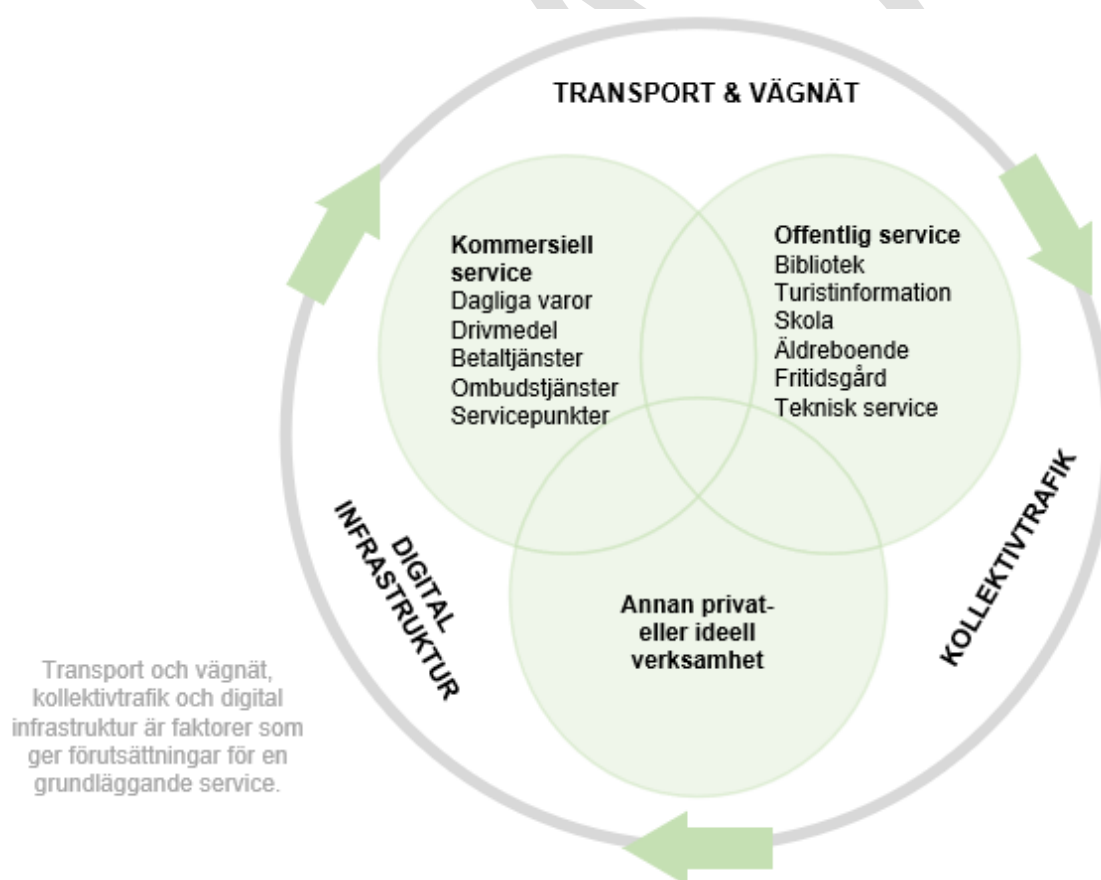 TRANSPORT & VÄGNÄT
Kommersiell
service
Dagliga varor
Drivmedel
Betaltjänster
Ombudstjänster
Servicepunkter
Offentlig service
Bibliotek
Turistinformation
Skola
Äldreboende
Fritidsgård
Teknisk service
DIGITAL
INFRASTRUKTUR
KOLLEKTIVTRAFIK
Annan privat-
eller ideell
verksamhet
Transport och vägnät,
kollektivtrafik och digital
infrastruktur är faktorer som
ger förutsättningar för en
grundläggande service.